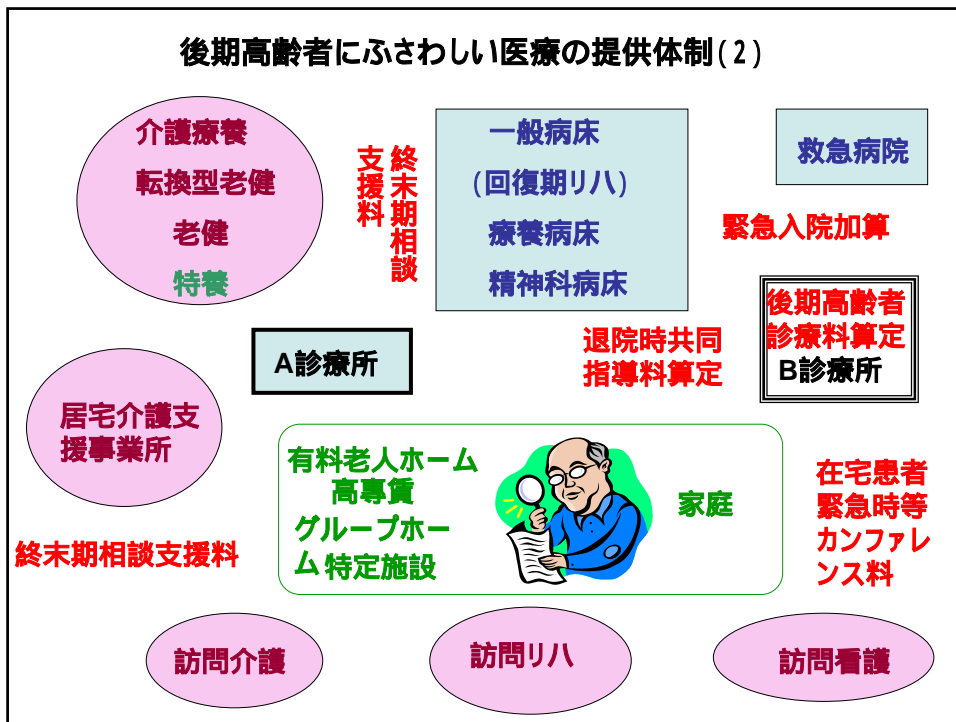 後期高齢者にふさわしい医療の提供体制(2)
介護療養
転換型老健
老健
特養
終末期相談
支援料
一般病床
(回復期リハ)
療養病床
精神科病床
救急病院
緊急入院加算
後期高齢者
診療料算定
B診療所
退院時共同
指導料算定
A診療所
居宅介護支
援事業所
有料老人ホーム
高専賃
グループホー
ム 特定施設
家庭
在宅患者
緊急時等
カンファレ
ンス料
終末期相談支援料
訪問介護
訪問リハ
訪問看護